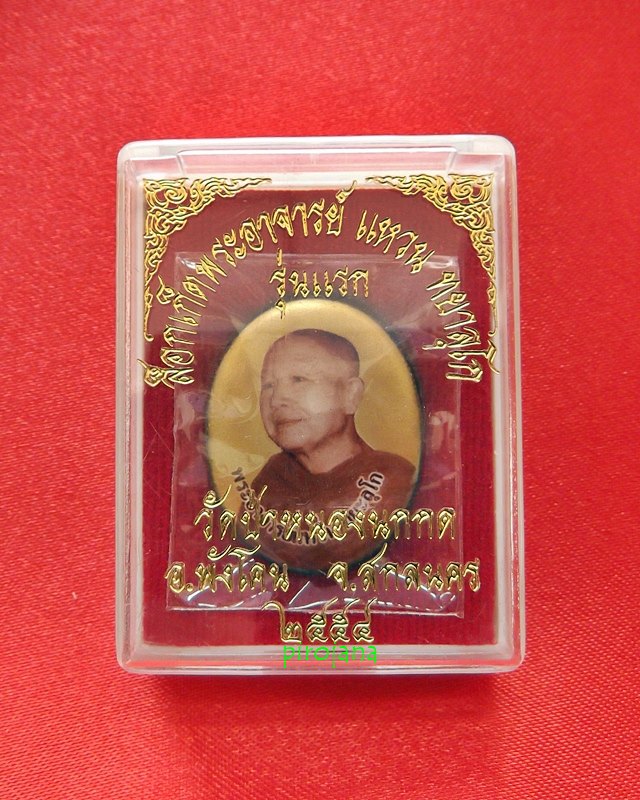 ล็อกเก็ตพระอาจารย์ แหวน ทยาลุโก
รุ่นแรก
วัดป่าหนองนกกด
อ.พังโคน จ.สกลนคร
๒๕๕๔
pirojana